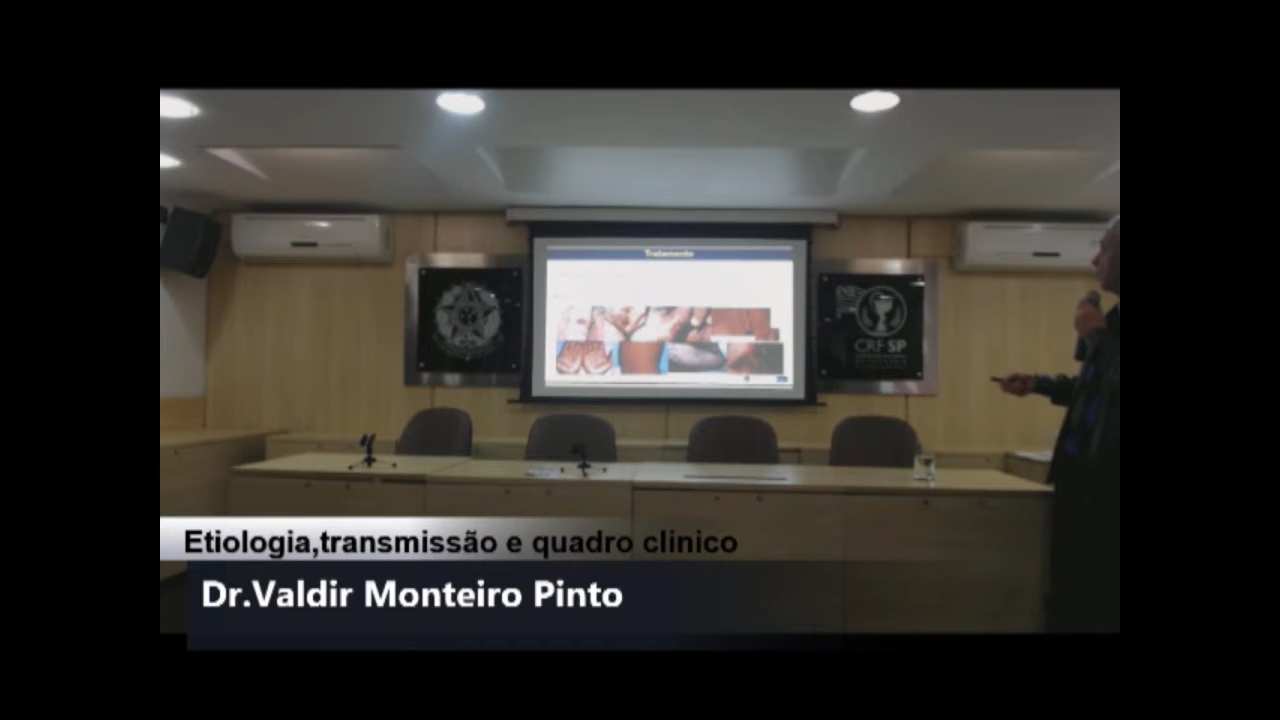 Tratamento
CRF SP
Etiologia,transmissão e quadro clinico
Dr.Valdir Monteiro Pinto